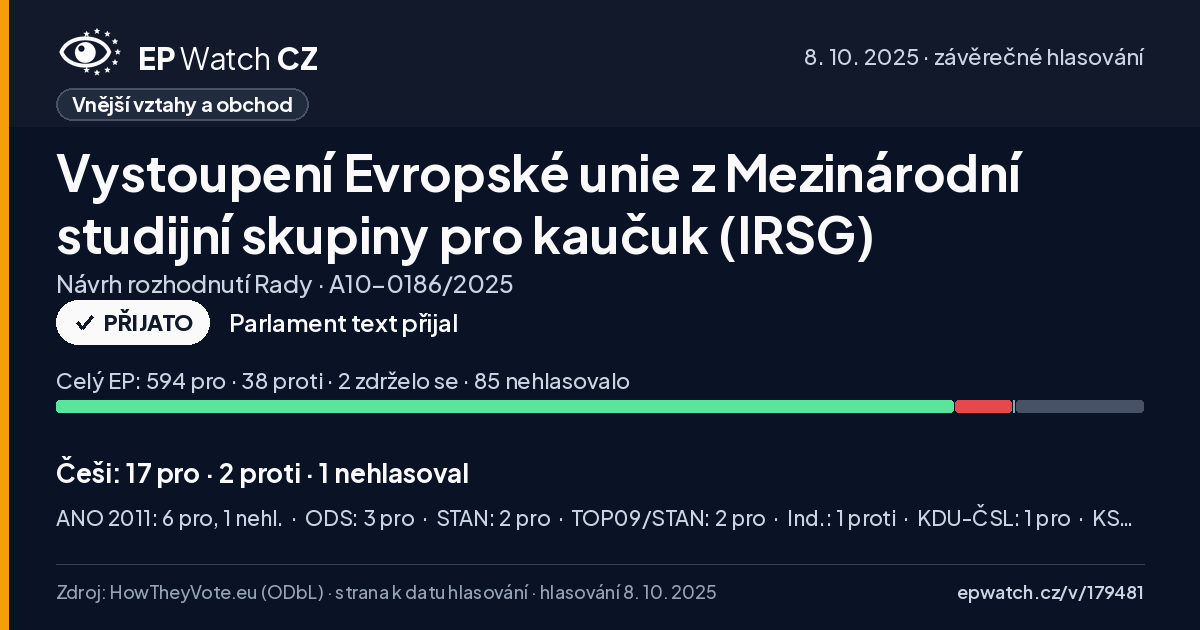 EP Watch CZ
8. 10. 2025 · závěrečné hlasování
Vnější vztahy a obchod
Vystoupení Evropské unie z Mezinárodní
studijní skupiny pro kaučuk (IRSG)
Návrh rozhodnutí Rady · A10-0186/2025
✓ PŘIJATO
Parlament text přijal
Celý EP: 594 pro · 38 proti · 2 zdrželo se · 85 nehlasovalo
Češi: 17 pro · 2 proti · 1 nehlasoval
ANO 2011: 6 pro, 1 nehl. · ODS: 3 pro · STAN: 2 pro · TOP09/STAN: 2 pro · Ind.: 1 proti · KDU-ČSL: 1 pro · KS…
Zdroj: HowTheyVote.eu (ODbL) · strana k datu hlasování · hlasování 8. 10. 2025
epwatch.cz/v/179481